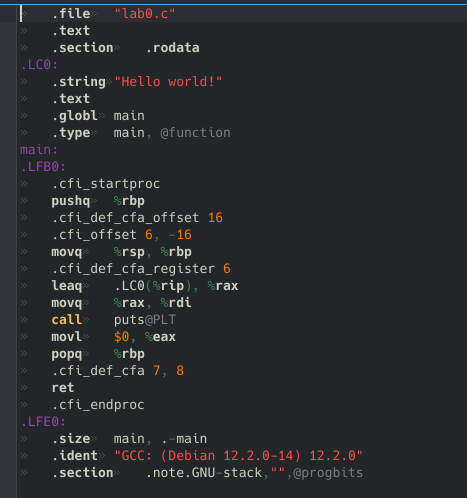 .file "lab0.c"
.text
.section .rodata
.LC0:
.string "Hello world!"
.text
.globl main
.type main, @function
main:
.LFB0:
.cfi_startproc
pushq %rbp
.cfi_def_cfa_offset 16
.cfi_offset 6, -16
movq %rsp, %rbp
.cfi_def_cfa_register 6
leaq .LC0(%rip), %rax
movq %rax, %rdi
call puts@PLT
movl $0, %eax
popq %rbp
.cfi_def_cfa 7, 8
ret
.cfi_endproc
.LFE0:
.size main, .-main
.ident "GCC: (Debian 12.2.0-14) 12.2.0"
.section .note.GNU-stack,"",@progbits